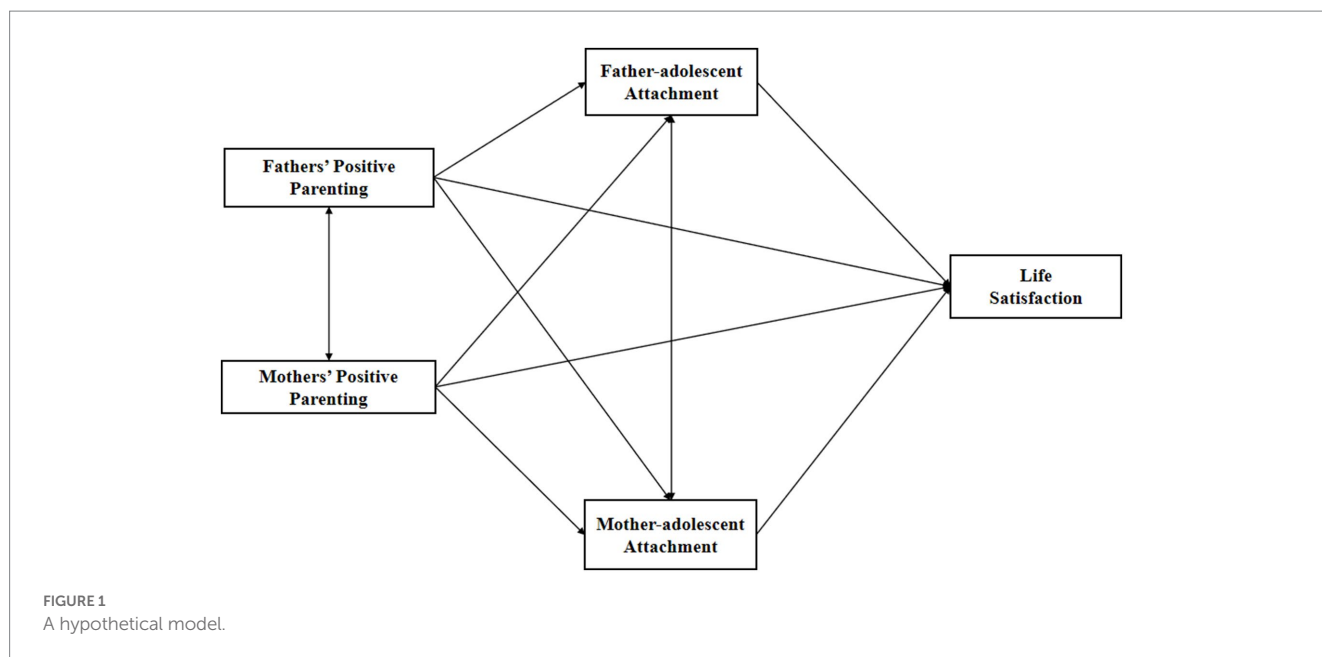 Father-adolescent
Attachment
Fathers’ Positive
Parenting
Life
Satisfaction
Mothers’ Positive
Parenting
Mother-adolescent
Attachment
FIGURE 1
A hypothetical model.